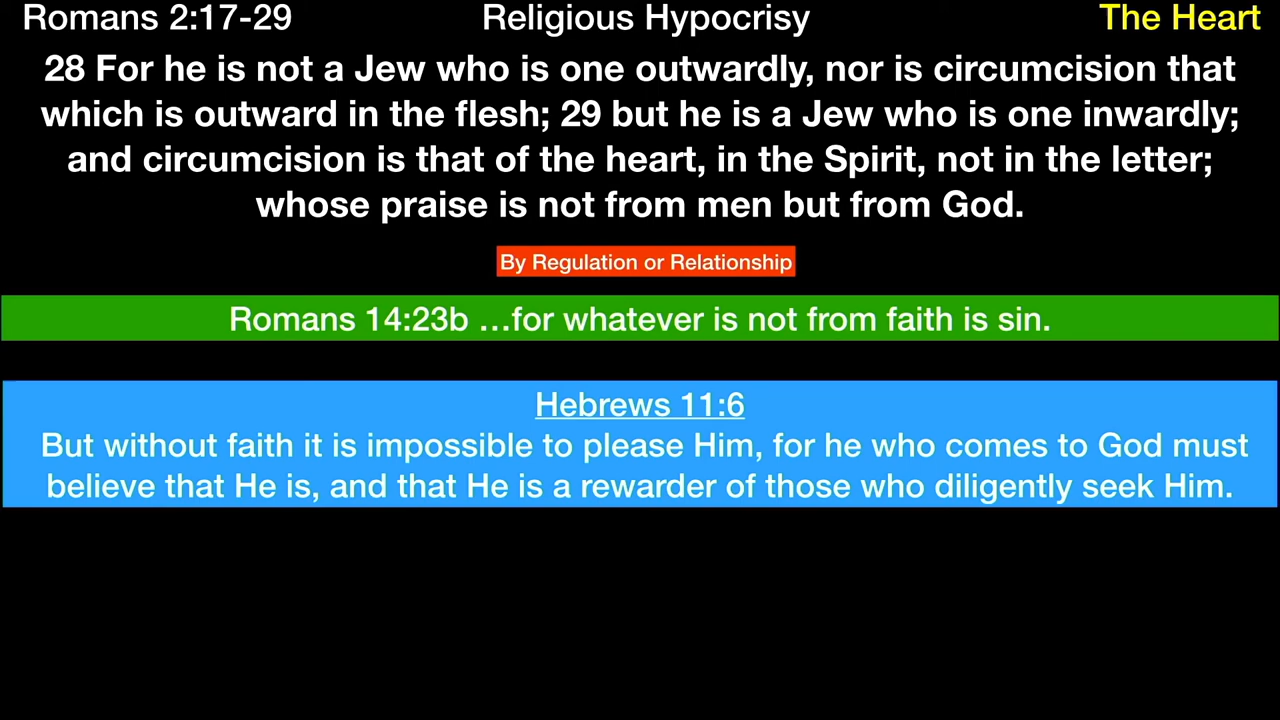 Romans 2:17-29 Religious Hypocrisy The Heart
28 For he is not a Jew who is one outwardly, nor is circumcision that
which is outward in the flesh; 29 but he is a Jew who is one inwardly;
and circumcision is that of the heart, in the Spirit, not in the letter;
whose praise is not from men but from God.
By Regulation or Relationship
Romans 14:23b …for whatever is not from faith is sin.
Hebrews 11:6
But without faith it is impossible to please Him, for he who comes to God must
believe that He is, and that He is a rewarder of those who diligently seek Him.